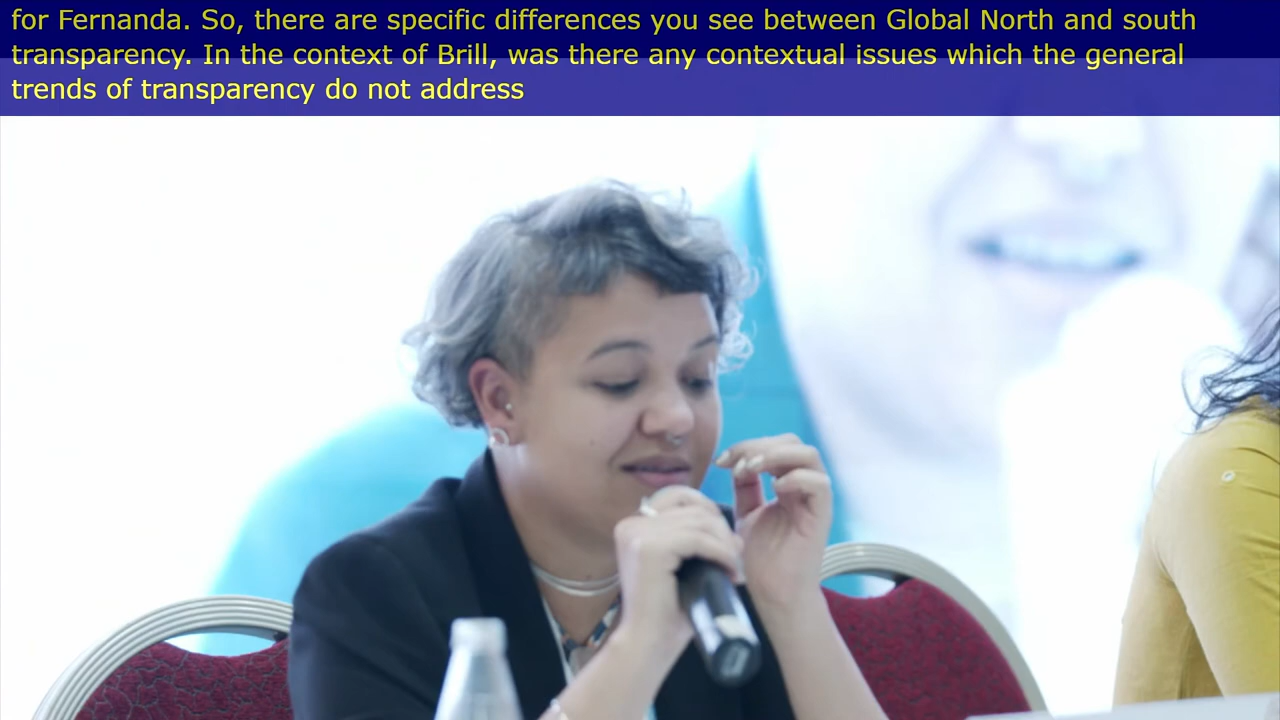 for Fernanda. So, there are specific differences you see between Global North and south
transparency. In the context of Brill, was there any contextual issues which the general
trends of transparency do not address